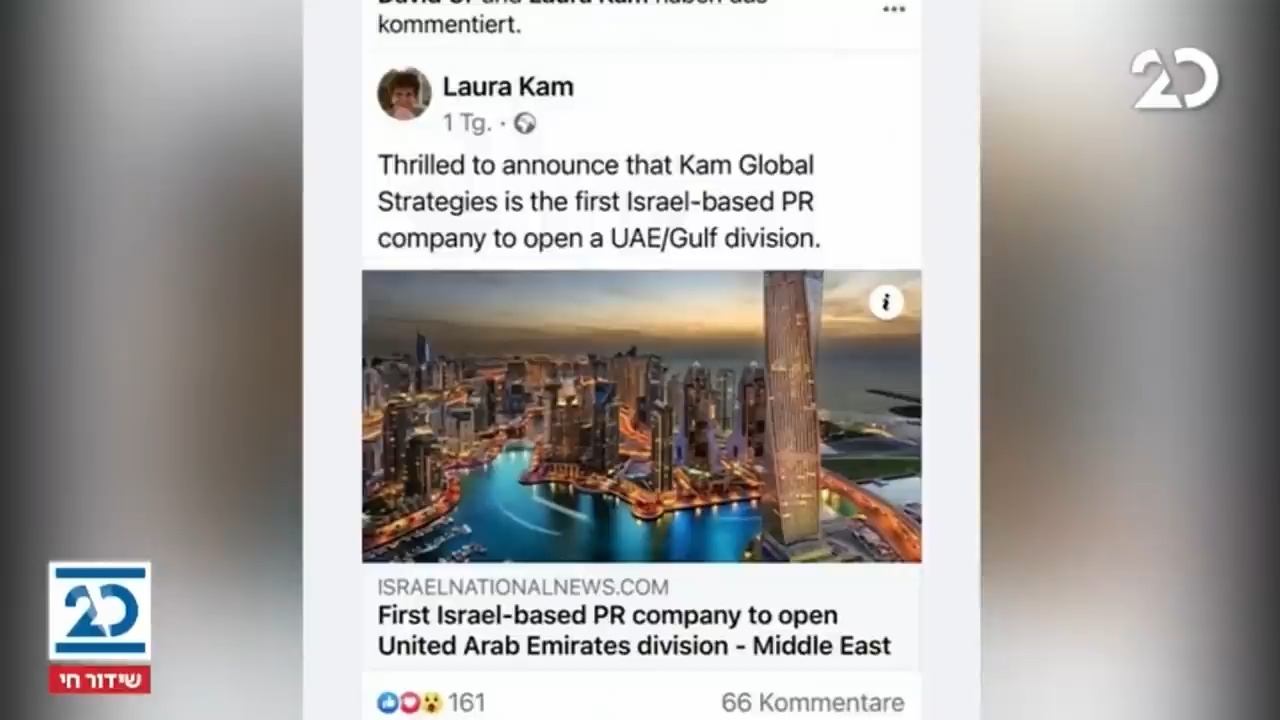 kommentiert.
20
Laura Kam
1 Tg.
Thrilled to announce that Kam Global
Strategies is the first Israel-based PR
company to open a UAE/Gulf division.
ISRAELNATIONALNEWS.COM
First Israel-based PR company to open
United Arab Emirates division - Middle East
161
66 Kommentare
20
שידור חי